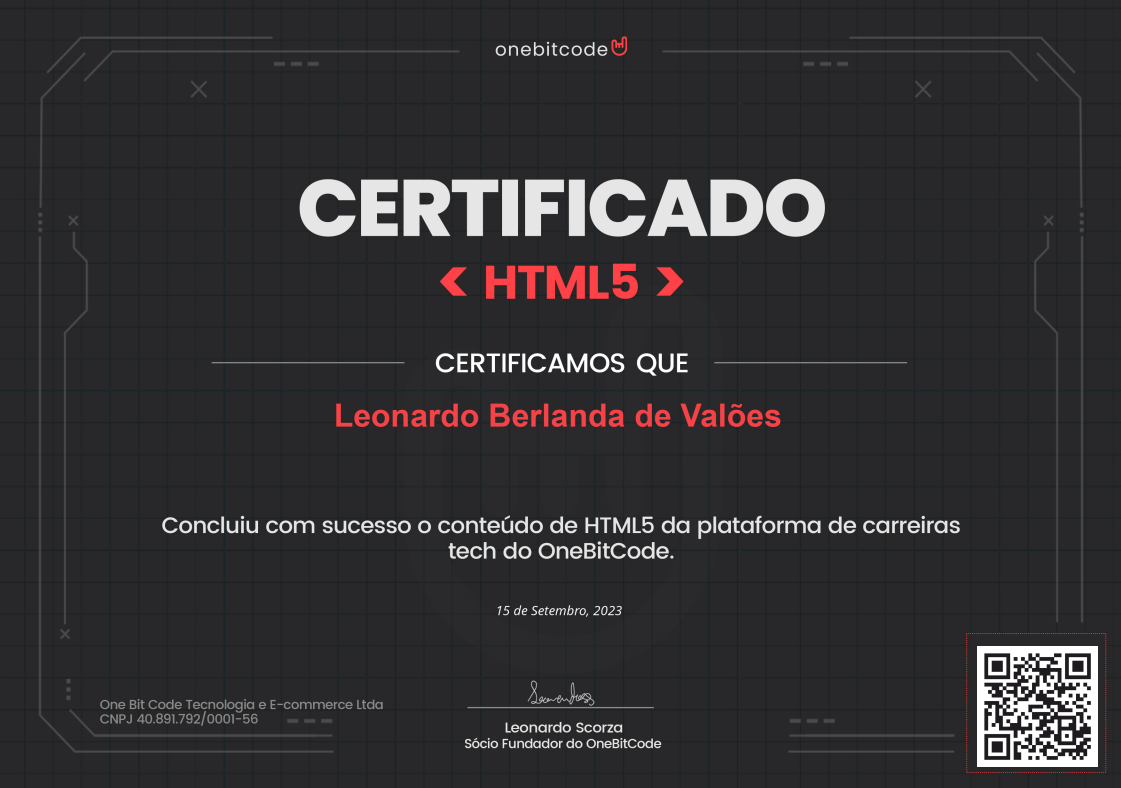 onebitcode
CERTIFICADO
< HTML5 >
CERTIFICAMOS QUE
Leonardo Berlanda de Valões
Concluiu com sucesso o conteúdo de HTML5 da plataforma de carreiras
tech do OneBitCode.
15 de Setembro, 2023
One Bit Code Tecnologia e E-commerce Ltda
CNPJ 40.891.792/0001-56
Leonardo Scorza
Sócio Fundador do OneBitCode